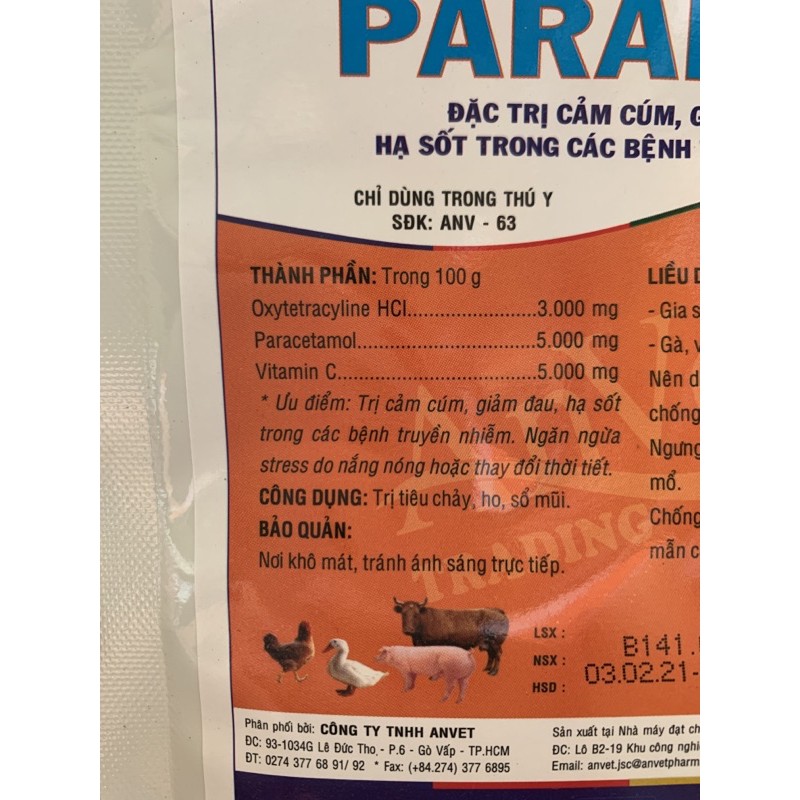 ĐẶC TRỊ CẢM CÚM,
HẠ SỐT TRONG CÁC BỆNH
CHỈ DÙNG TRONG THÚ Y
SĐK: ANV - 63
THÀNH PHẦN: Trong 100 g
Oxytetracyline HCl......................3.000 mg
Paracetamol..............................5.000 mg
Vitamin C.................................5.000 mg
* Ưu điểm: Trị cảm cúm, giảm đau, hạ sốt
trong các bệnh truyền nhiễm. Ngăn ngừa
stress do nắng nóng hoặc thay đổi thời tiết.
CÔNG DỤNG: Trị tiêu chảy, ho, sổ mũi.
BẢO QUẢN:
Nơi khô mát, tránh ánh sáng trực tiếp.
LIỀU
- Gia
- Gà,
Nên
chống
Ngưng
mổ.
Chống
mẫn
TRADING
LSX : B141.
NSX : 03.02.21-
HSD :
Phân phối bởi: CÔNG TY TNHH ANVET
ĐC: 93-1034G Lê Đức Thọ - P.6 - Gò Vấp - TP.HCM
ĐT: 0274 377 68 91/ 92 * Fax: (+84.274) 377 6895
Sản xuất tại Nhà máy đạt
ĐC: Lô B2-19 Khu công
Email: anvet.jsc@anvetpharm